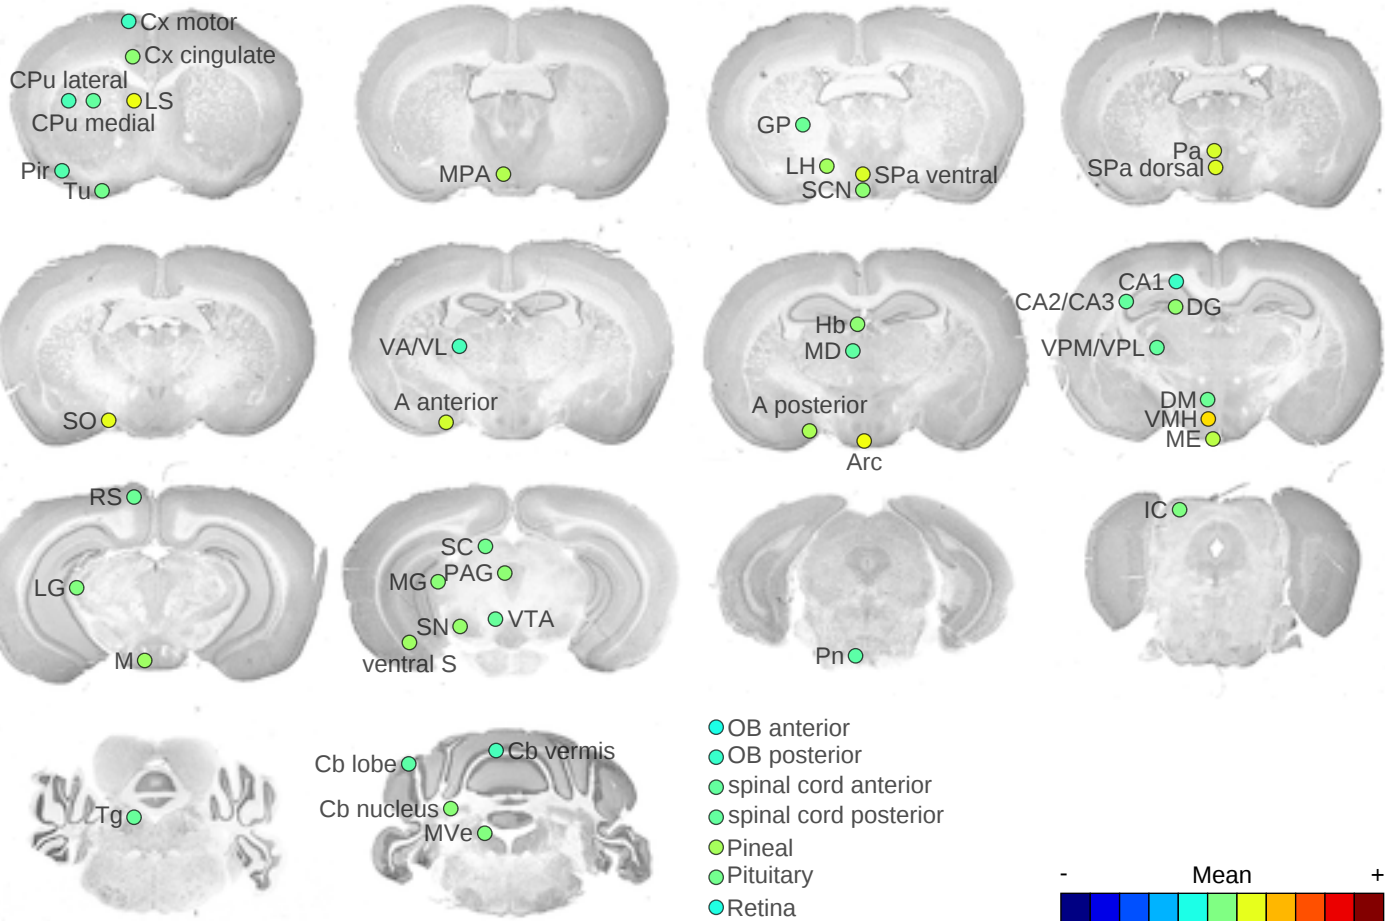 Cx motor
Cx cingulate
CPu lateral
LS
CPu medial
Pir
Tu
MPA
GP
LH
SPa ventral
SCN
Pa
SPa dorsal
SO
VA/VL
A anterior
Hb
MD
A posterior
Arc
CA1
CA2/CA3
DG
VPM/VPL
DM
VMH
ME
RS
LG
M
SC
MG
PAG
SN
VTA
ventral S
Pn
IC
Tg
Cb lobe
Cb vermis
Cb nucleus
MVe
OB anterior
OB posterior
spinal cord anterior
spinal cord posterior
Pineal
Pituitary
Retina
- Mean +